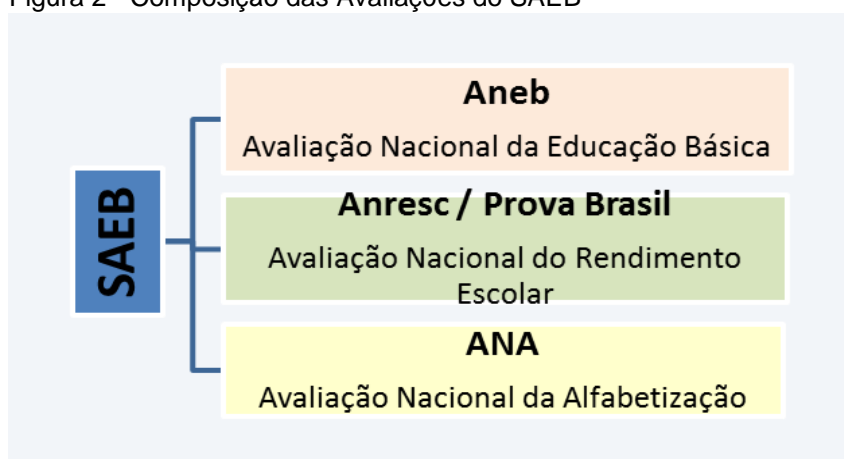 Figura 2 - Composição das Avaliações do SAEB
Aneb
Avaliação Nacional da Educação Básica
SAEB
Anresc / Prova Brasil
Avaliação Nacional do Rendimento
Escolar
ANA
Avaliação Nacional da Alfabetização